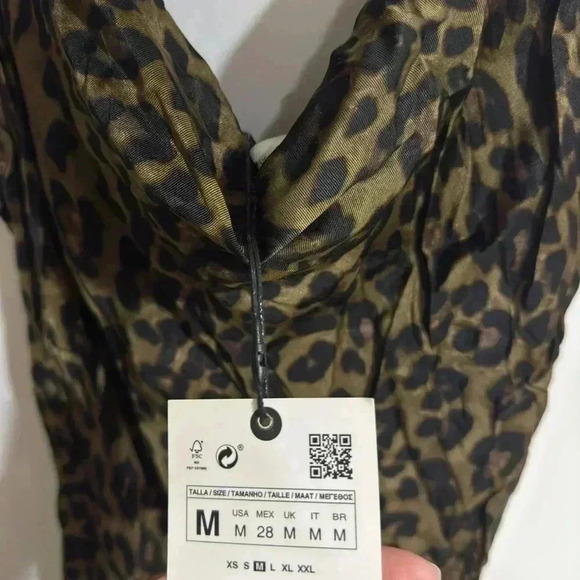 FSC
®
TALLA / SIZE / TAMANHO / TAILLE / MAAT / ΜΕΓΕΘΟΣ
M
USA MEX UK IT BR
M 28 M M M
XS S M L XL XXL